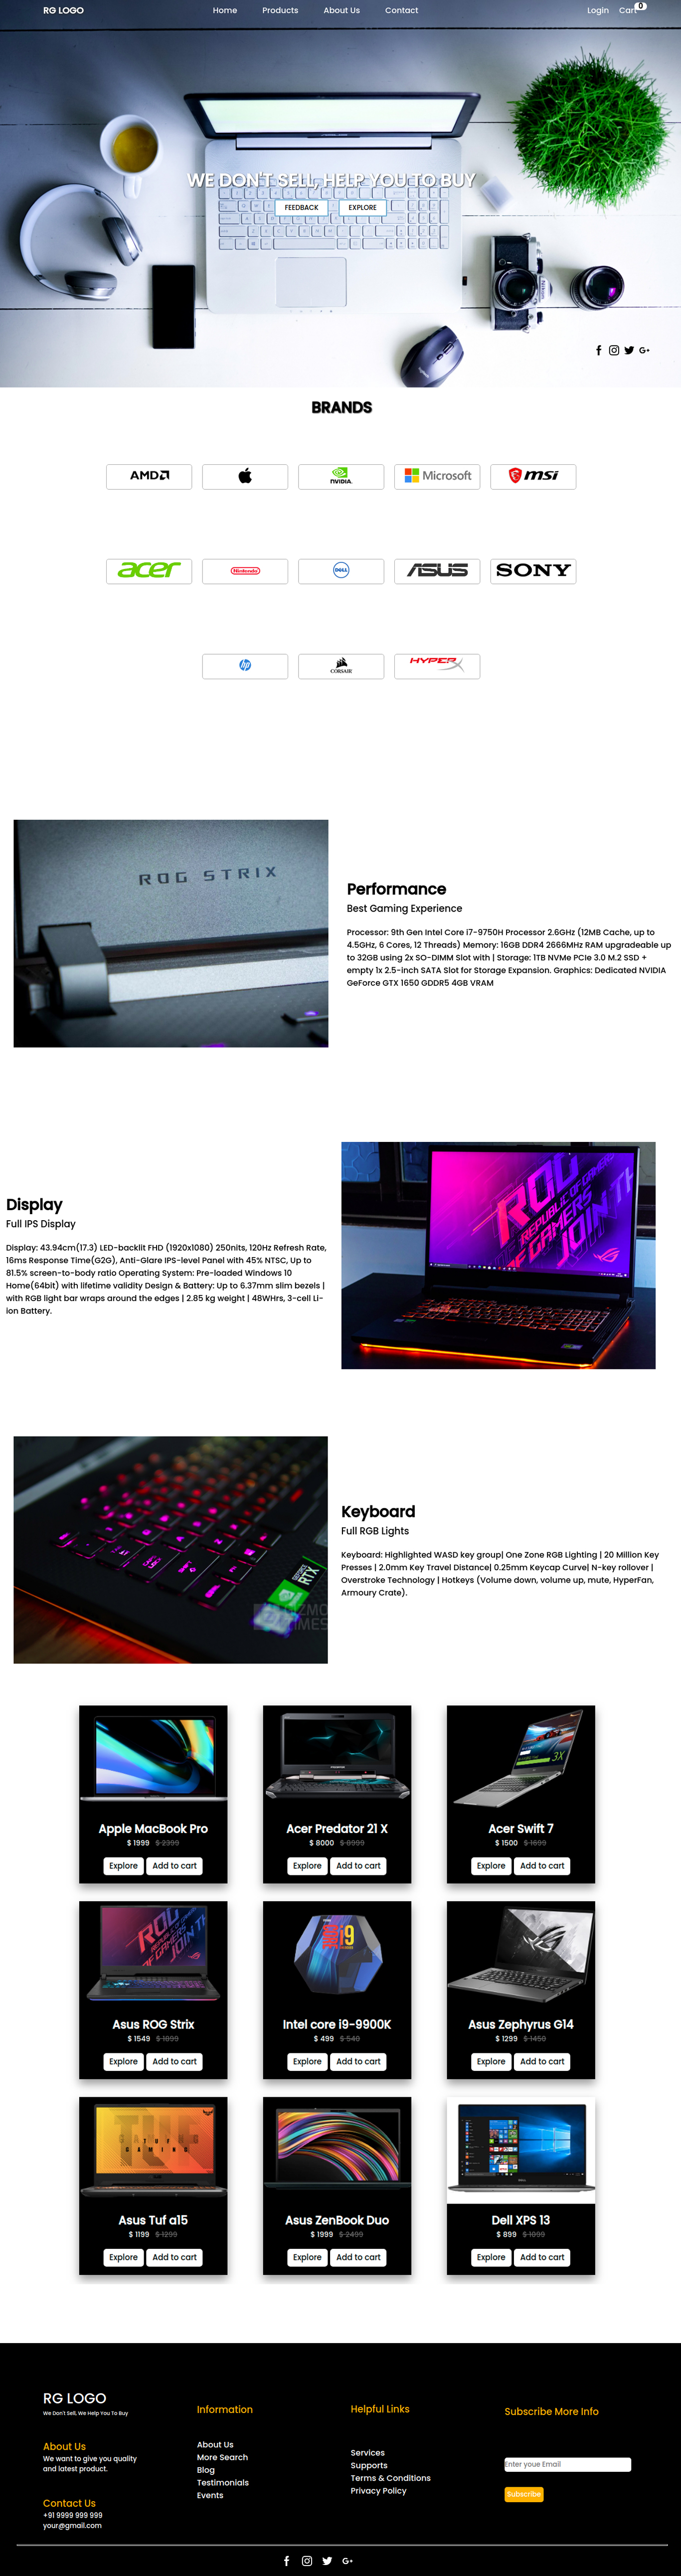 RG LOGO
Home Products About Us Contact
Login Cart 0
WE DON'T SELL, HELP YOU TO BUY
FEEDBACK EXPLORE
BRANDS
AMD NVIDIA. Microsoft msi
acer Nintendo DELL ASUS SONY
hp CORSAIR HYPERX
ROG STRIX
Performance
Best Gaming Experience
Processor: 9th Gen Intel Core i7-9750H Processor 2.6GHz (12MB Cache, up to
4.5GHz, 6 Cores, 12 Threads) Memory: 16GB DDR4 2666MHz RAM upgradeable up
to 32GB using 2x SO-DIMM Slot with | Storage: 1TB NVMe PCIe 3.0 M.2 SSD +
empty 1x 2.5-inch SATA Slot for Storage Expansion. Graphics: Dedicated NVIDIA
GeForce GTX 1650 GDDR5 4GB VRAM
Display
Full IPS Display
Display: 43.94cm(17.3) LED-backlit FHD (1920x1080) 250nits, 120Hz Refresh Rate,
16ms Response Time(G2G), Anti-Glare IPS-level Panel with 45% NTSC, Up to
81.5% screen-to-body ratio Operating System: Pre-loaded Windows 10
Home(64bit) with lifetime validity Design & Battery: Up to 6.37mm slim bezels |
with RGB light bar wraps around the edges | 2.85 kg weight | 48WHrs, 3-cell Li-
ion Battery.
ROG
REPUBLIC OF GAMERS
JOIN TH
Keyboard
Full RGB Lights
Keyboard: Highlighted WASD key group| One Zone RGB Lighting | 20 Million Key
Presses | 2.0mm Key Travel Distance| 0.25mm Keycap Curve| N-key rollover |
Overstroke Technology | Hotkeys (Volume down, volume up, mute, HyperFan,
Armoury Crate).
GEFORCE
RTX
3X
Apple MacBook Pro
$ 1999 $ 2399
Explore Add to cart
Acer Predator 21 X
$ 8000 $ 8999
Explore Add to cart
Acer Swift 7
$ 1500 $ 1699
Explore Add to cart
ROG
JOIN TH
Asus ROG Strix
$ 1549 $ 1899
Explore Add to cart
i9
Intel core i9-9900K
$ 499 $ 540
Explore Add to cart
Asus Zephyrus G14
$ 1299 $ 1450
Explore Add to cart
TUF
GAMING
Asus Tuf a15
$ 1199 $ 1299
Explore Add to cart
Asus ZenBook Duo
$ 1999 $ 2499
Explore Add to cart
Dell XPS 13
$ 899 $ 1099
Explore Add to cart
RG LOGO
We Don't Sell, We Help You To Buy
About Us
We want to give you quality
and latest product.
Contact Us
+91 9999 999 999
your@gmail.com
Information
About Us
More Search
Blog
Testimonials
Events
Helpful Links
Services
Supports
Terms & Conditions
Privacy Policy
Subscribe More Info
Enter youe Email
Subscribe